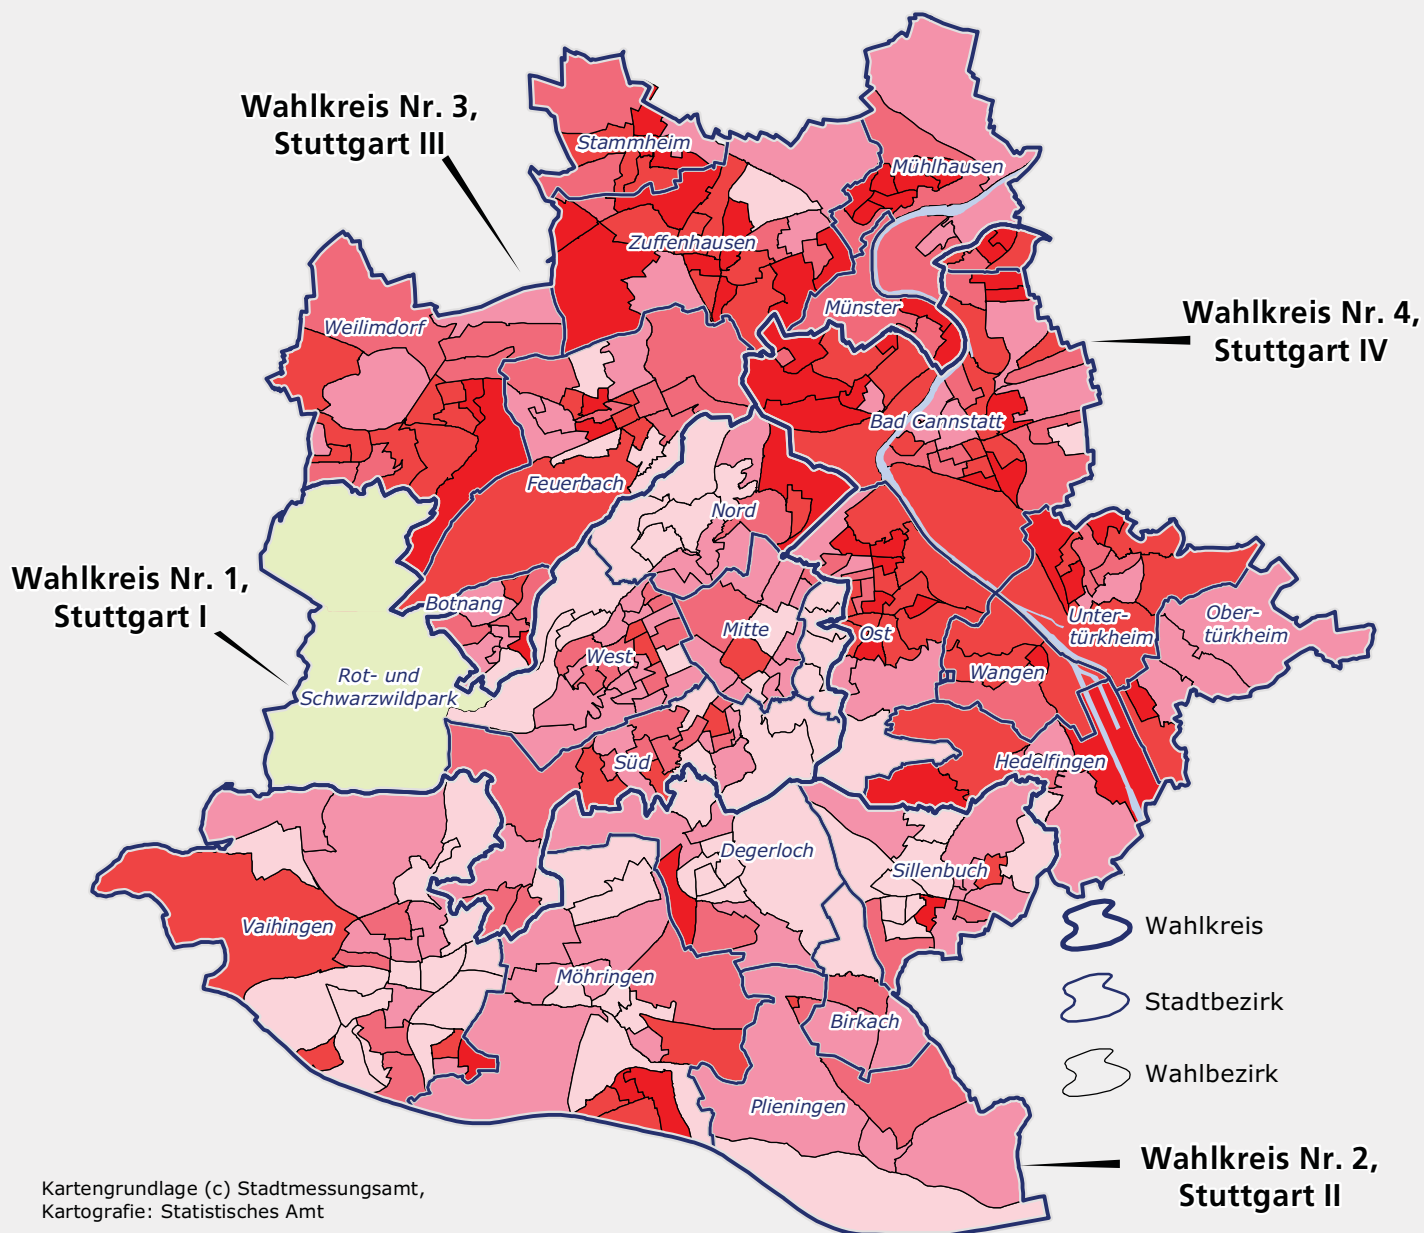 Wahlkreis Nr. 3,
Stuttgart III
Stammheim
Mühlhausen
Zuffenhausen
Weilimdorf
Münster
Wahlkreis Nr. 4,
Stuttgart IV
Bad Cannstatt
Feuerbach
Nord
Wahlkreis Nr. 1,
Stuttgart I
Botnang
Mitte
Ost
Unter-
türkheim
Ober-
türkheim
West
Wangen
Rot- und
Schwarzwildpark
Süd
Hedelfingen
Degerloch
Sillenbuch
Vaihingen
Wahlkreis
Möhringen
Stadtbezirk
Birkach
Wahlbezirk
Plieningen
Wahlkreis Nr. 2,
Stuttgart II
Kartengrundlage (c) Stadtmessungsamt,
Kartografie: Statistisches Amt